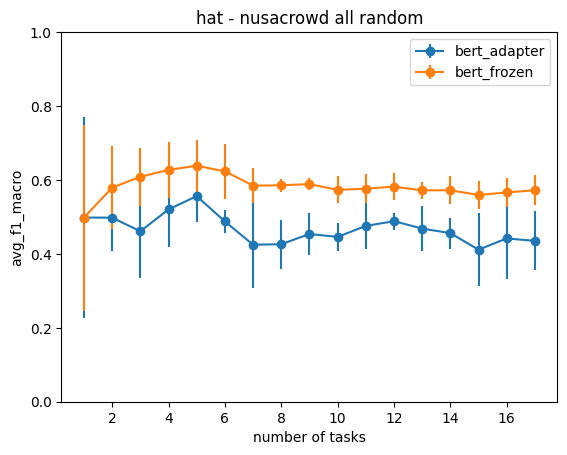 hat - nusacrowd all random
bert_adapter
bert_frozen
avg_f1_macro
1.0
0.8
0.6
0.4
0.2
0.0
2 4 6 8 10 12 14 16
number of tasks